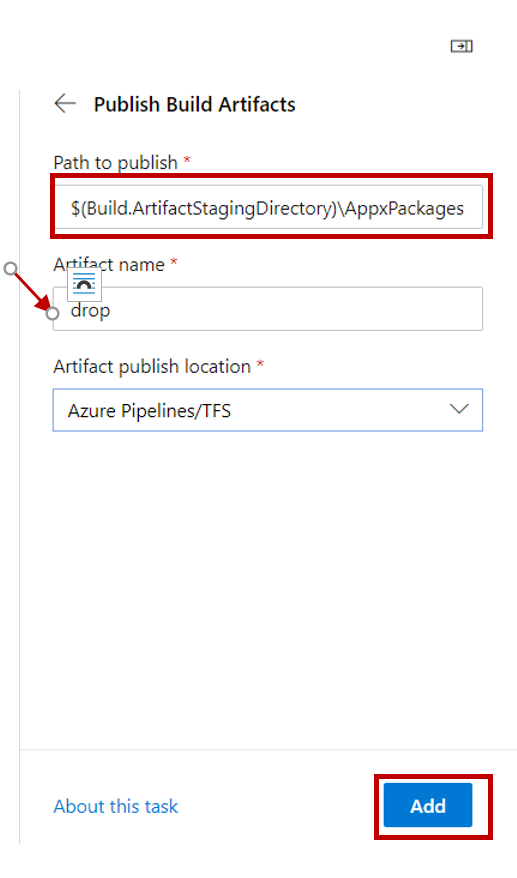 Publish Build Artifacts
Path to publish *
$(Build.ArtifactStagingDirectory)\AppxPackages
Artifact name *
drop
Artifact publish location *
Azure Pipelines/TFS
About this task
Add